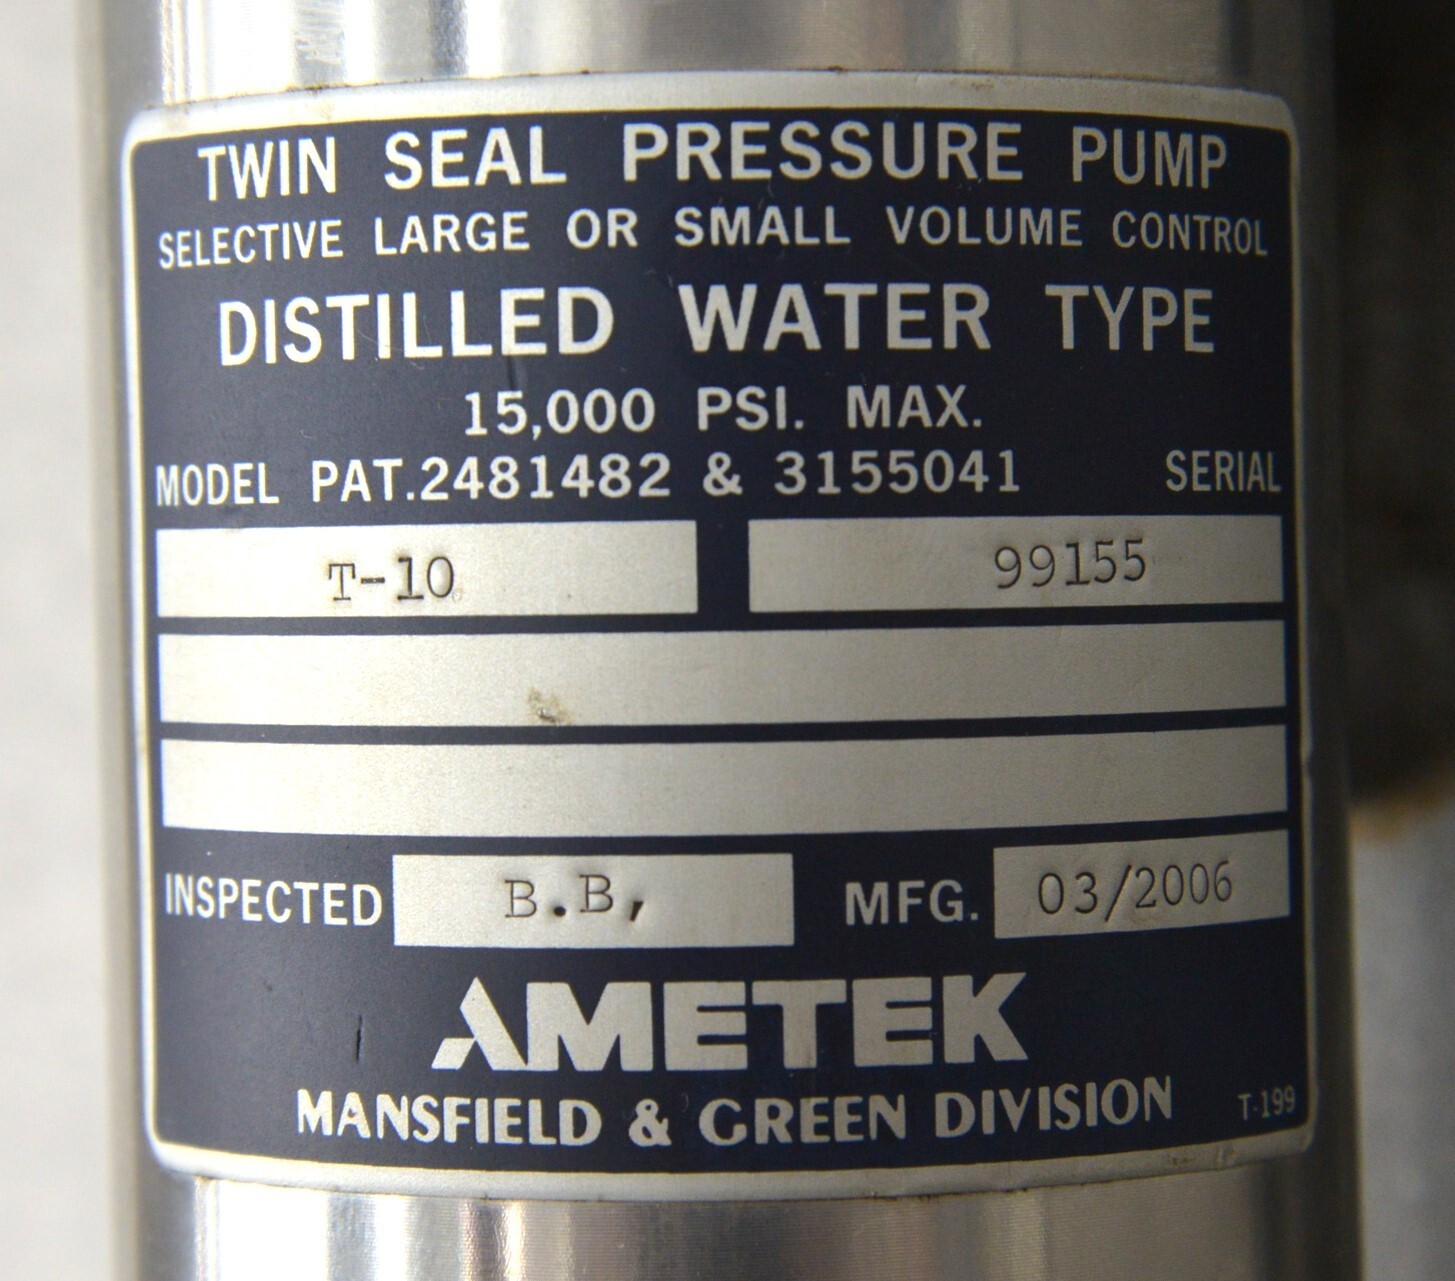 TWIN SEAL PRESSURE PUMP
SELECTIVE LARGE OR SMALL VOLUME CONTROL
DISTILLED WATER TYPE
15,000 PSI. MAX.
MODEL PAT.2481482 & 3155041 SERIAL
T-10 99155
INSPECTED B.B, MFG. 03/2006
AMETEK
MANSFIELD & GREEN DIVISION T-199